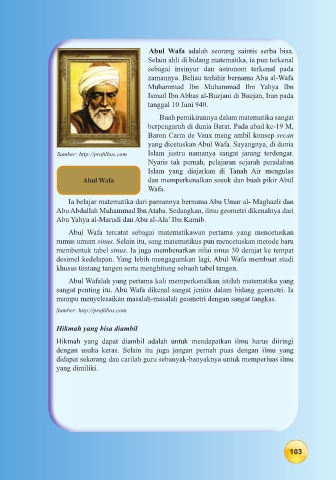 Abul Wafa adalah seorang saintis serba bisa.
Selain ahli di bidang matematika, ia pun terkenal
sebagai insinyur dan astronom terkenal pada
zamannya. Beliau terlahir bernama Abu al-Wafa
Muhammad Ibn Muhammad Ibn Yahya Ibn
Ismail Ibn Abbas al-Buzjani di Buzjan, Iran pada
tanggal 10 Juni 940.
Buah pemikirannya dalam matematika sangat
berpengaruh di dunia Barat. Pada abad ke-19 M,
Baron Carra de Vaux meng ambil konsep secan
yang dicetuskan Abul Wafa. Sayangnya, di dunia
Islam justru namanya sangat jarang terdengar.
Nyaris tak pernah, pelajaran sejarah peradaban
Islam yang diajarkan di Tanah Air mengulas
dan memperkenalkan sosok dan buah pikir Abul
Wafa.
Sumber: http://profilbos.com
Abul Wafa
Ia belajar matematika dari pamannya bernama Abu Umar al- Maghazli dan
Abu Abdullah Muhammad Ibn Ataba. Sedangkan, ilmu geometri dikenalnya dari
Abu Yahya al-Marudi dan Abu al-Ala' Ibn Karnib.
Abul Wafa tercatat sebagai matematikawan pertama yang mencetuskan
rumus umum sinus. Selain itu, sang matematikus pun mencetuskan metode baru
membentuk tabel sinus. Ia juga membenarkan nilai sinus 30 derajat ke tempat
desimel kedelapan. Yang lebih mengagumkan lagi, Abul Wafa membuat studi
khusus tentang tangen serta menghitung sebuah tabel tangen.
Abul Wafalah yang pertama kali memperkenalkan istilah matematika yang
sangat penting itu. Abu Wafa dikenal sangat jenius dalam bidang geometri. Ia
mampu menyelesaikan masalah-masalah geometri dengan sangat tangkas.
Sumber: http://profilbos.com
Hikmah yang bisa diambil
Hikmah yang dapat diambil adalah untuk mendapatkan ilmu harus diiringi
dengan usaha keras. Selain itu juga jangan pernah puas dengan ilmu yang
didapat sekarang dan carilah guru sebanyak-banyaknya untuk memperluas ilmu
yang dimiliki.
103